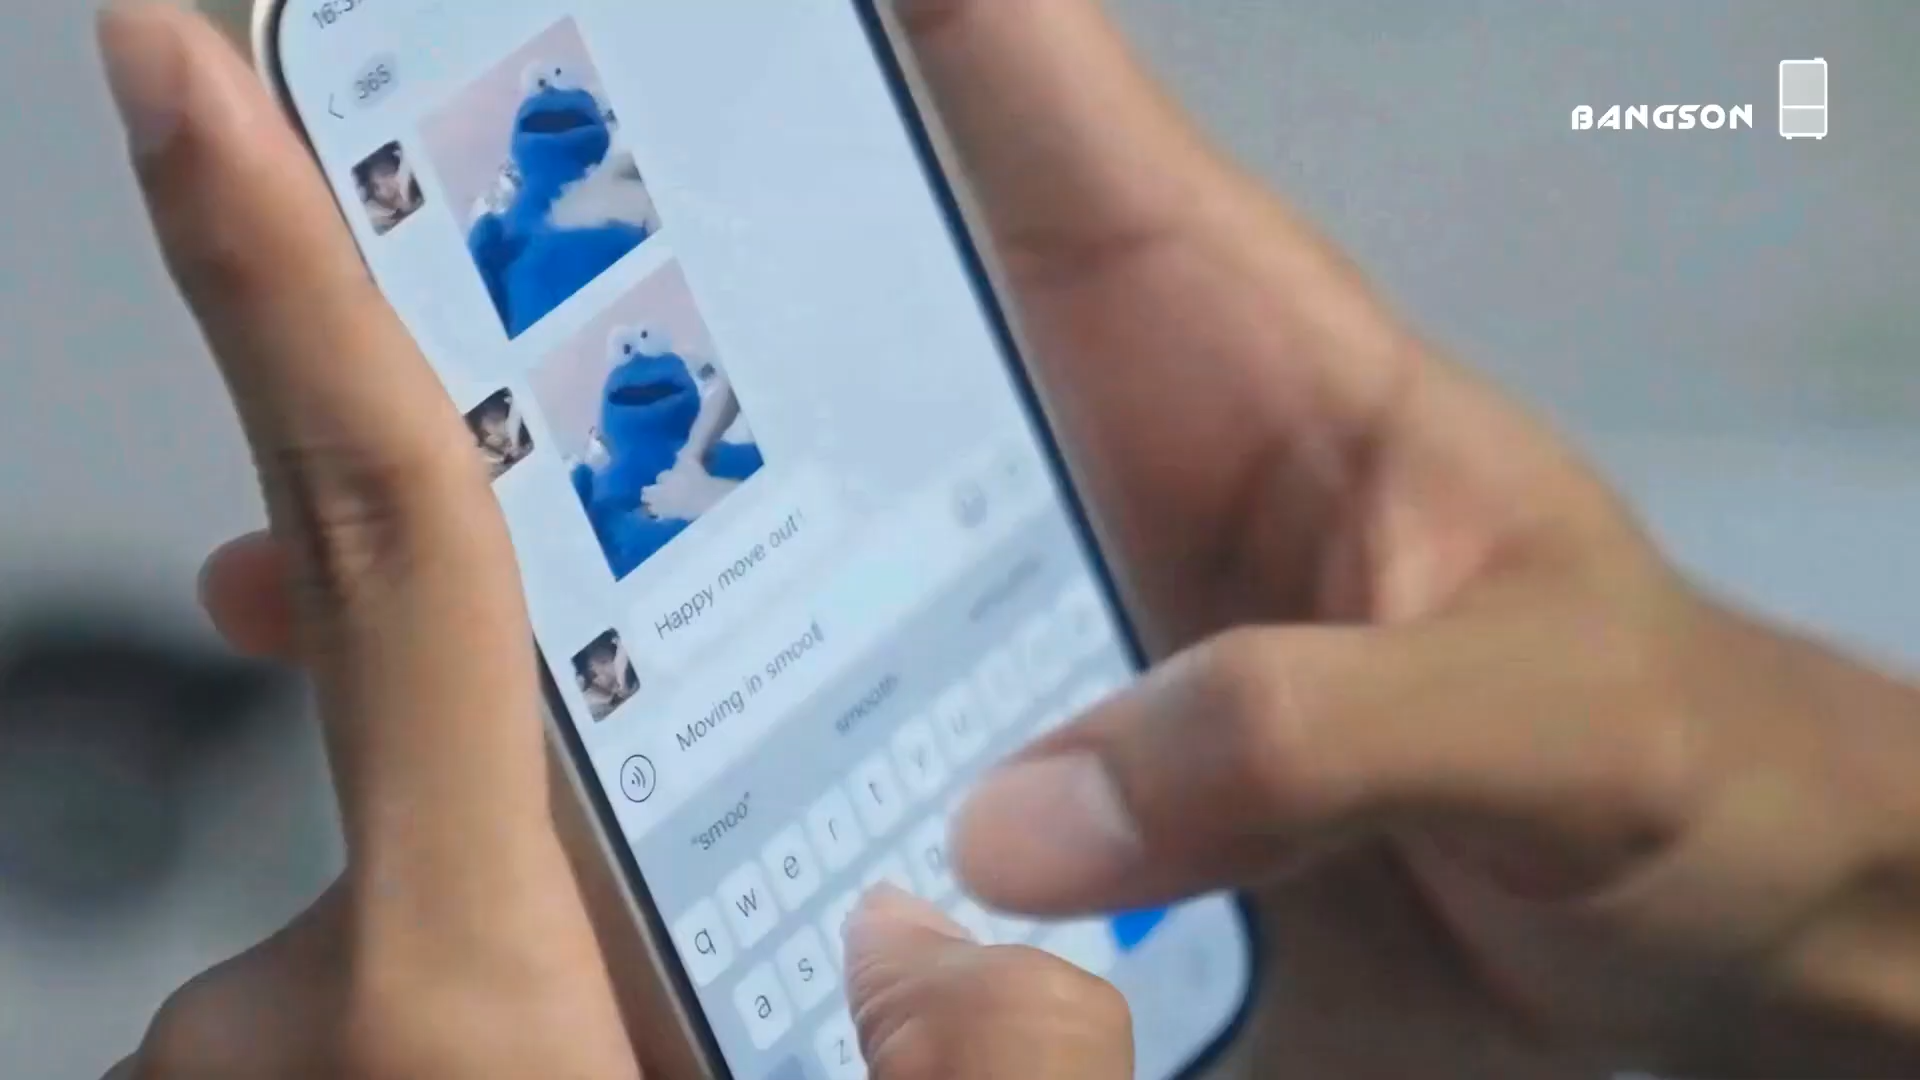 365
BANGSON
Happy move out!
Moving in smoo
smooth
"smoo"
q w e r t y u
a s
z